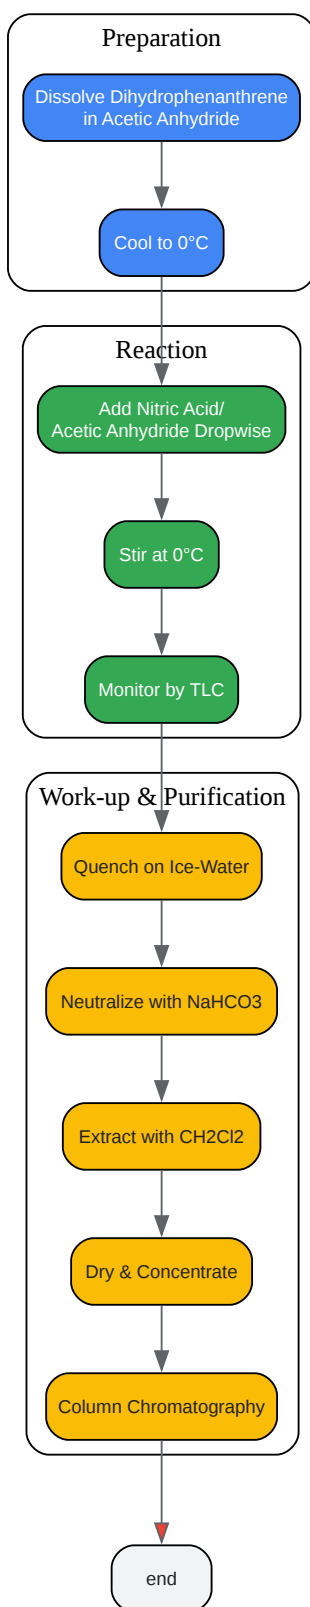 Preparation
Dissolve Dihydrophenanthrene
in Acetic Anhydride
Cool to 0°C
Reaction
Add Nitric Acid/
Acetic Anhydride Dropwise
Stir at 0°C
Monitor by TLC
Work-up & Purification
Quench on Ice-Water
Neutralize with NaHCO3
Extract with CH2Cl2
Dry & Concentrate
Column Chromatography
end